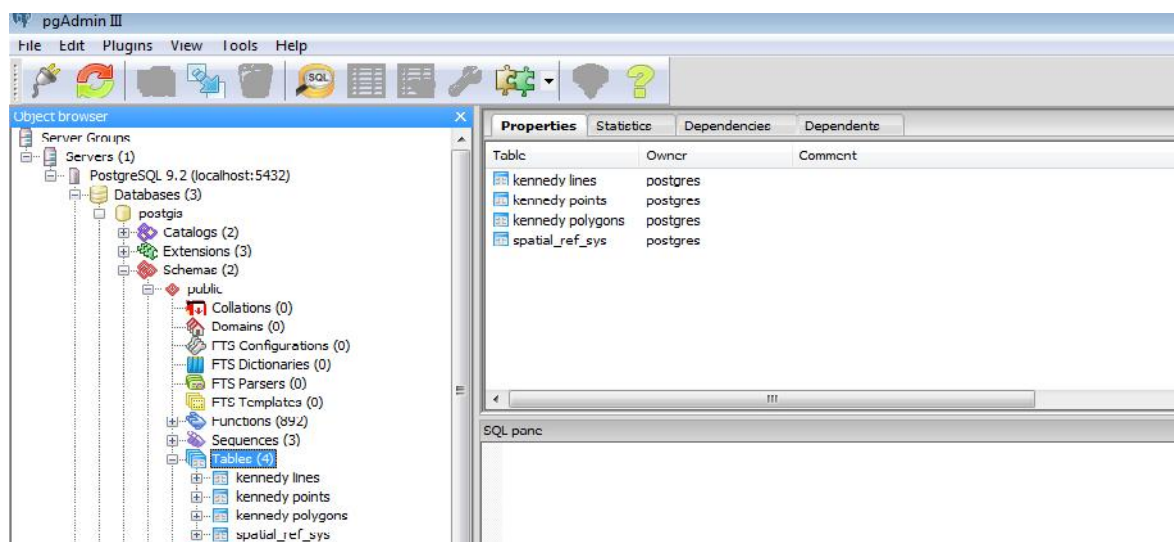 pgAdmin III
File Edit Plugins View Tools Help
SQL
Object browser X
Server Groups
Servers (1)
PostgreSQL 9.2 (localhost:5432)
Databases (3)
postgis
Catalogs (2)
Extensions (3)
Schemas (2)
public
Collations (0)
Domains (0)
FTS Configurations (0)
FTS Dictionaries (0)
FTS Parsers (0)
FTS Templates (0)
Functions (892)
Sequences (3)
Tables (4)
kennedy lines
kennedy points
kennedy polygons
spatial_ref_sys
Properties Statistics Dependencies Dependents
Table Owner Comment
kennedy lines postgres
kennedy points postgres
kennedy polygons postgres
spatial_ref_sys postgres
SQL pane